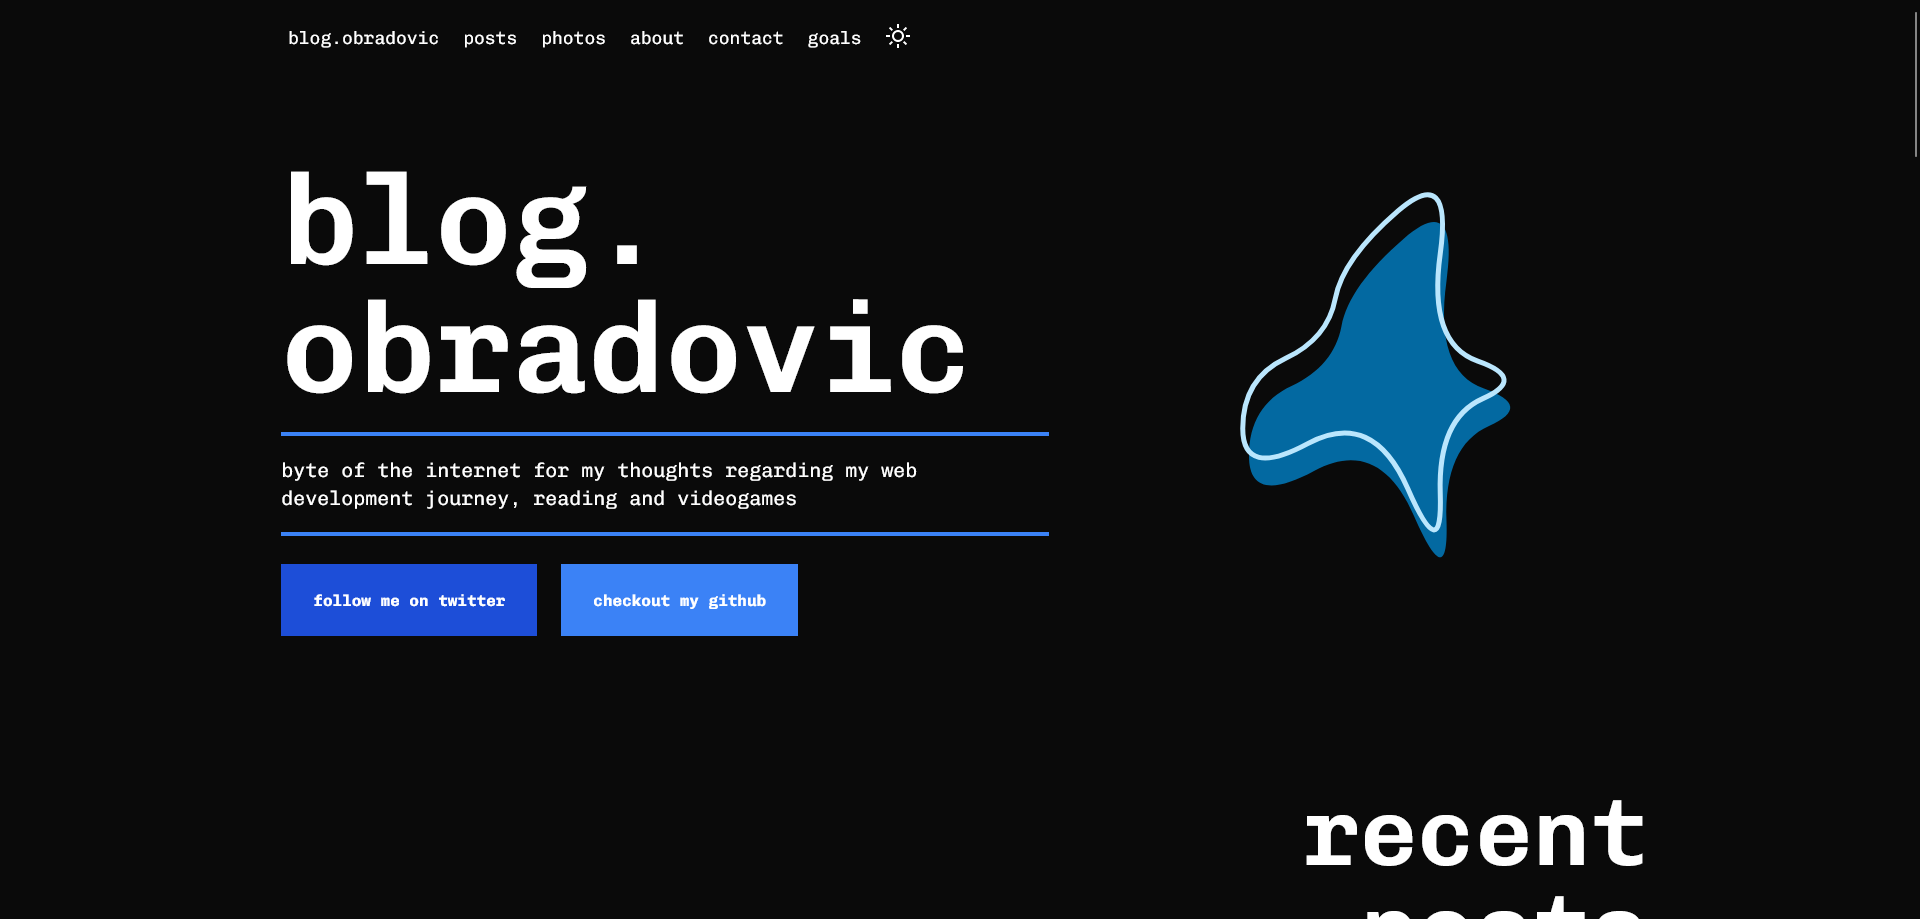 blog.obradovic posts photos about contact goals
blog.
obradovic
byte of the internet for my thoughts regarding my web
development journey, reading and videogames
follow me on twitter checkout my github
recent
posts